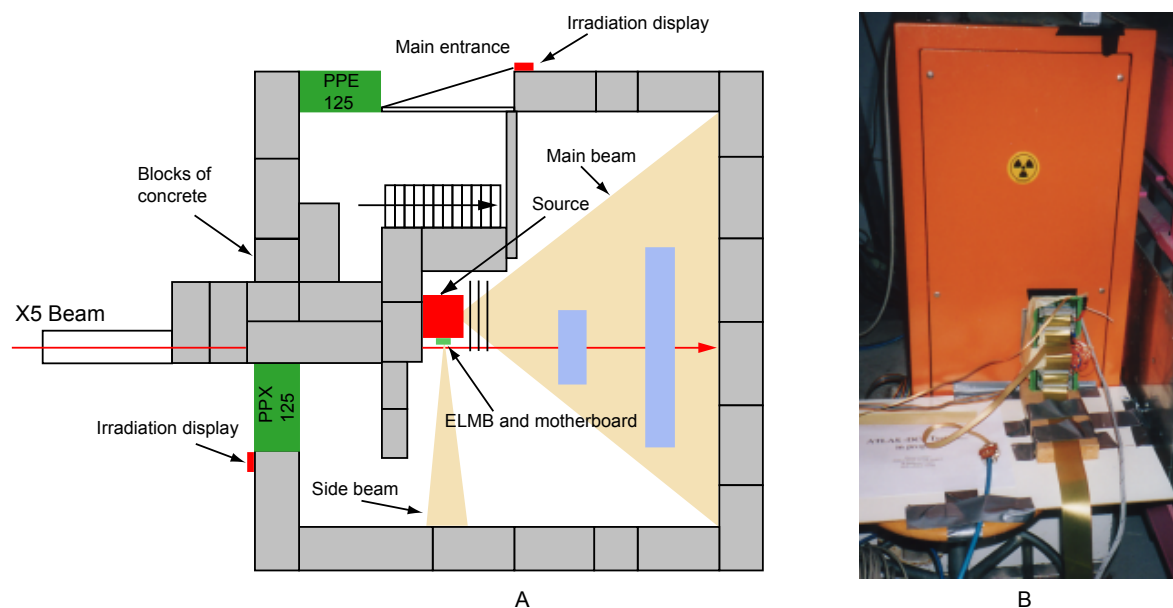 Irradiation display
Main entrance
PPE
125
Main beam
Blocks of
concrete
Source
X5 Beam
PPX
125
ELMB and motherboard
Irradiation display
Side beam
A
B